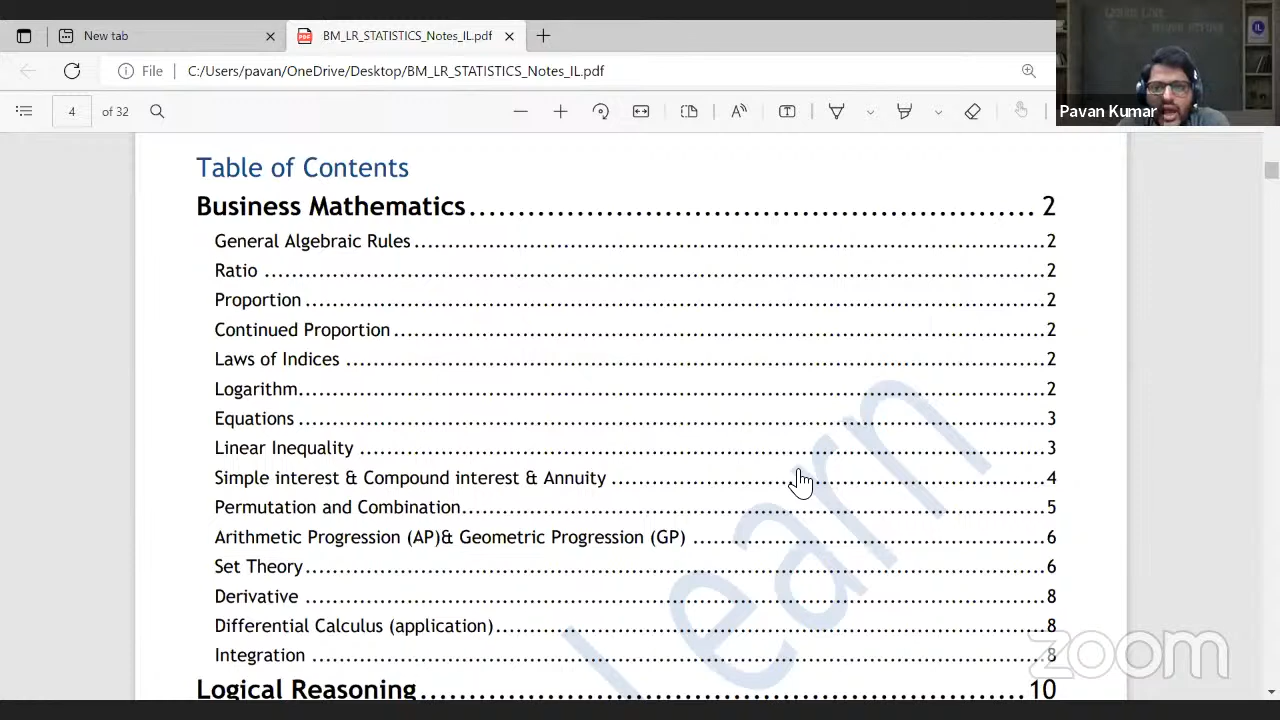 New tab
BM_LR_STATISTICS_Notes_IL.pdf
File
C:/Users/pavan/OneDrive/Desktop/BM_LR_STATISTICS_Notes_IL.pdf
4 of 32
Pavan Kumar
IL
Table of Contents
Business Mathematics 2
General Algebraic Rules 2
Ratio 2
Proportion 2
Continued Proportion 2
Laws of Indices 2
Logarithm 2
Equations 3
Linear Inequality 3
Simple interest & Compound interest & Annuity 4
Permutation and Combination 5
Arithmetic Progression (AP)& Geometric Progression (GP) 6
Set Theory 6
Derivative 8
Differential Calculus (application) 8
Integration 8
Logical Reasoning 10
Learn
zoom